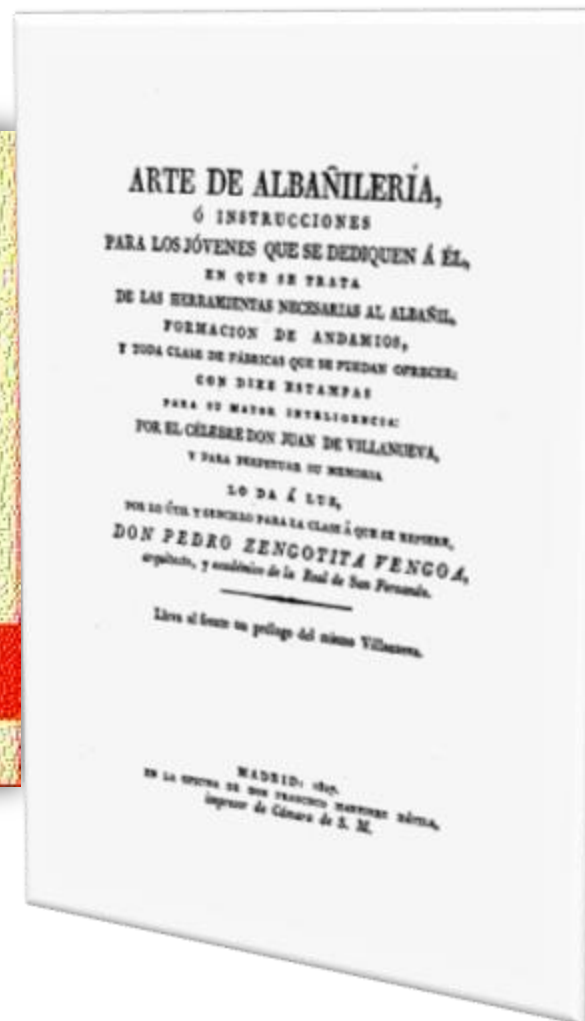 ARTE DE ALBAÑILERÍA,
Ó INSTRUCCIONES
PARA LOS JÓVENES QUE SE DEDIQUEN Á ÉL,
EN QUE SE TRATA
DE LAS HERRAMIENTAS NECESARIAS AL ALBAÑIL,
FORMACION DE ANDAMIOS,
Y TODA CLASE DE FÁBRICAS QUE SE PUEDAN OFRECER;
CON DIEZ ESTAMPAS
PARA SU MAYOR INTELIGENCIA:
POR EL CÉLEBRE DON JUAN DE VILLANUEVA,
Y PARA PERPETUAR SU MEMORIA
LO DA Á LUZ,
POR LO ÚTIL Y SENCILLO PARA LA CLASE Á QUE SE REFIERE,
DON PEDRO ZENGOTITA VENGOA,
arquitecto, y académico de la Real de San Fernando.
Lleva al frente un prólogo del mismo Villanueva.
MADRID: 1827.
EN LA OFICINA DE DON FRANCISCO MARTINEZ DÁVILA,
impresor de Cámara de S. M.